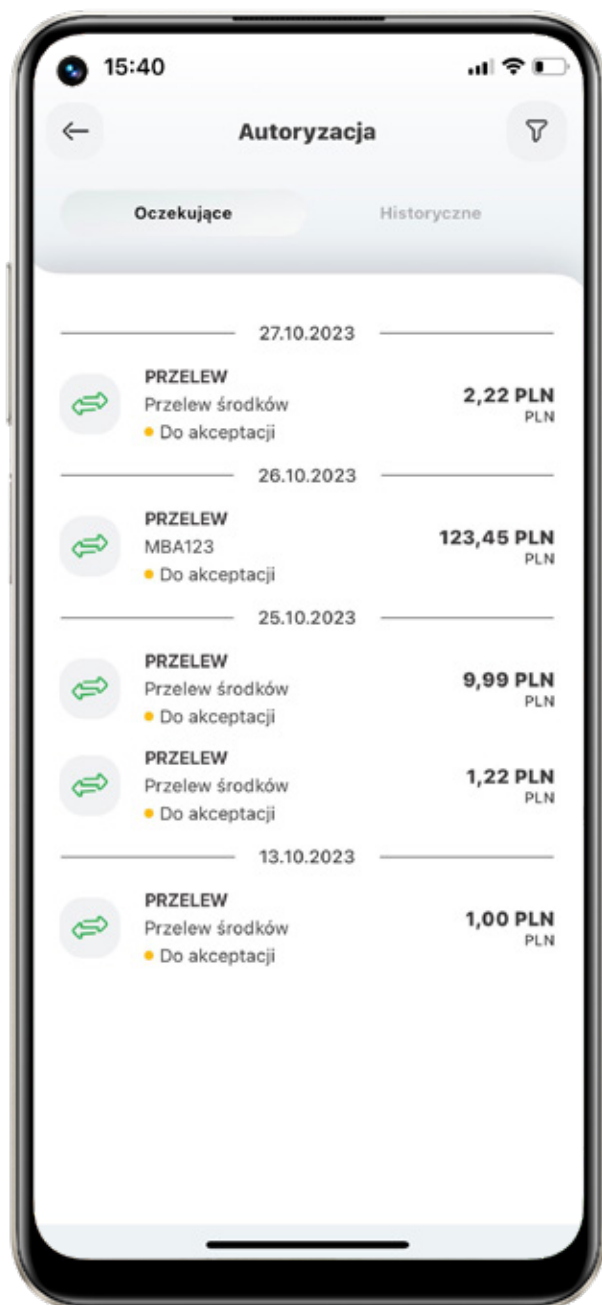 15:40
Autoryzacja
Oczekujące Historyczne
27.10.2023
PRZELEW
Przelew środków
2,22 PLN
PLN
Do akceptacji
26.10.2023
PRZELEW
MBA123
123,45 PLN
PLN
Do akceptacji
25.10.2023
PRZELEW
Przelew środków
9,99 PLN
PLN
Do akceptacji
PRZELEW
Przelew środków
1,22 PLN
PLN
Do akceptacji
13.10.2023
PRZELEW
Przelew środków
1,00 PLN
PLN
Do akceptacji